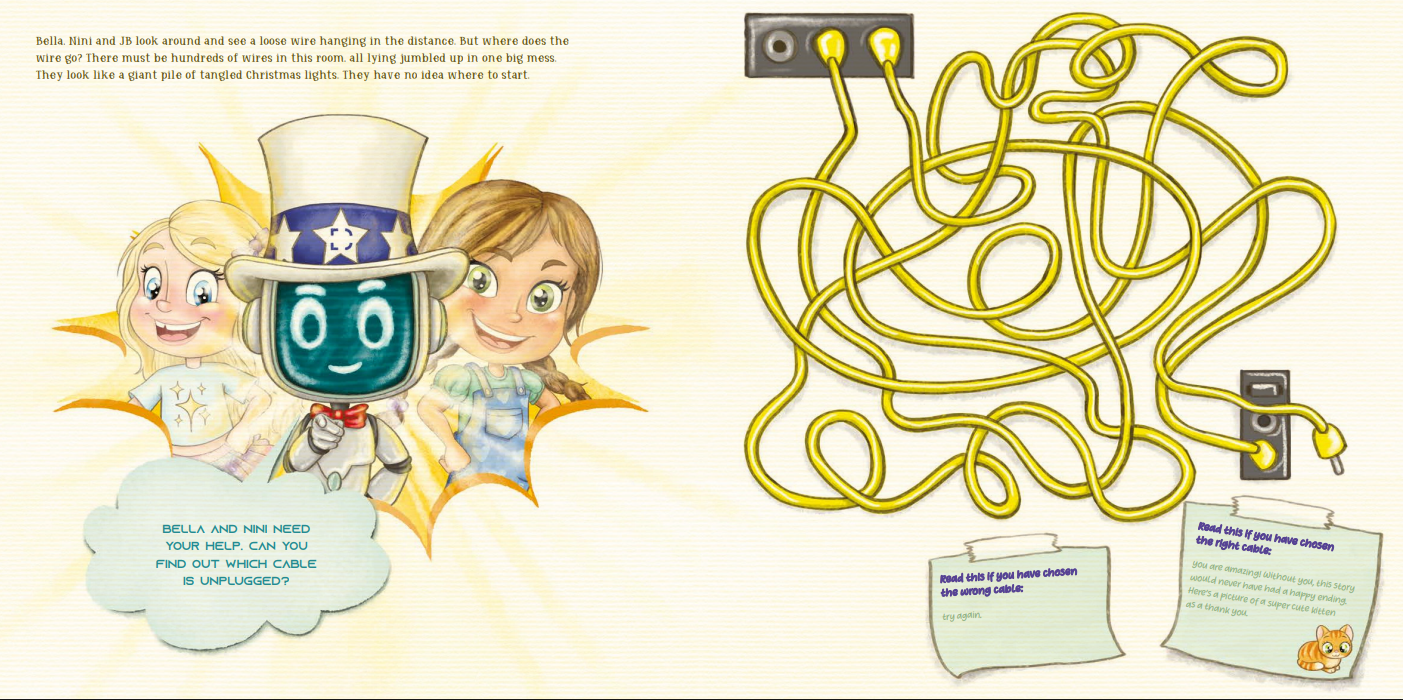 Bella. Nini and JB look around and see a loose wire hanging in the distance. But where does the
wire go? There must be hundreds of wires in this room. all lying jumbled up in one big mess.
They look like a giant pile of tangled Christmas lights. They have no idea where to start.
BELLA AND NINI NEED
YOUR HELP. CAN YOU
FIND OUT WHICH CABLE
IS UNPLUGGED?
Read this if you have chosen
the wrong cable:
try again.
Read this if you have chosen
the right cable:
you are amazing! Without you, this story
would never have had a happy ending.
Here's a picture of a super cute kitten
as a thank you.